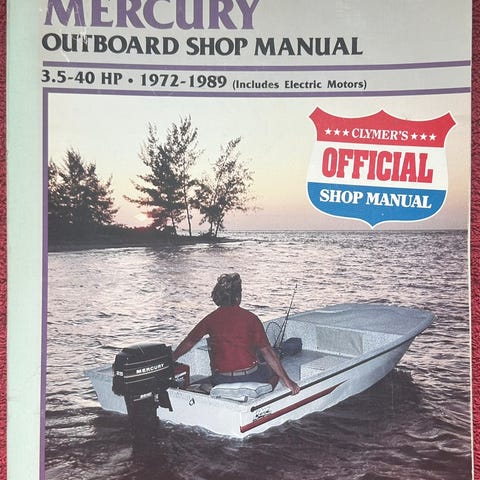 MERCURY
OUTBOARD SHOP MANUAL
3.5-40 HP • 1972-1989 (Includes Electric Motors)
★★★ CLYMER'S ★★★
OFFICIAL
SHOP MANUAL
MERCURY